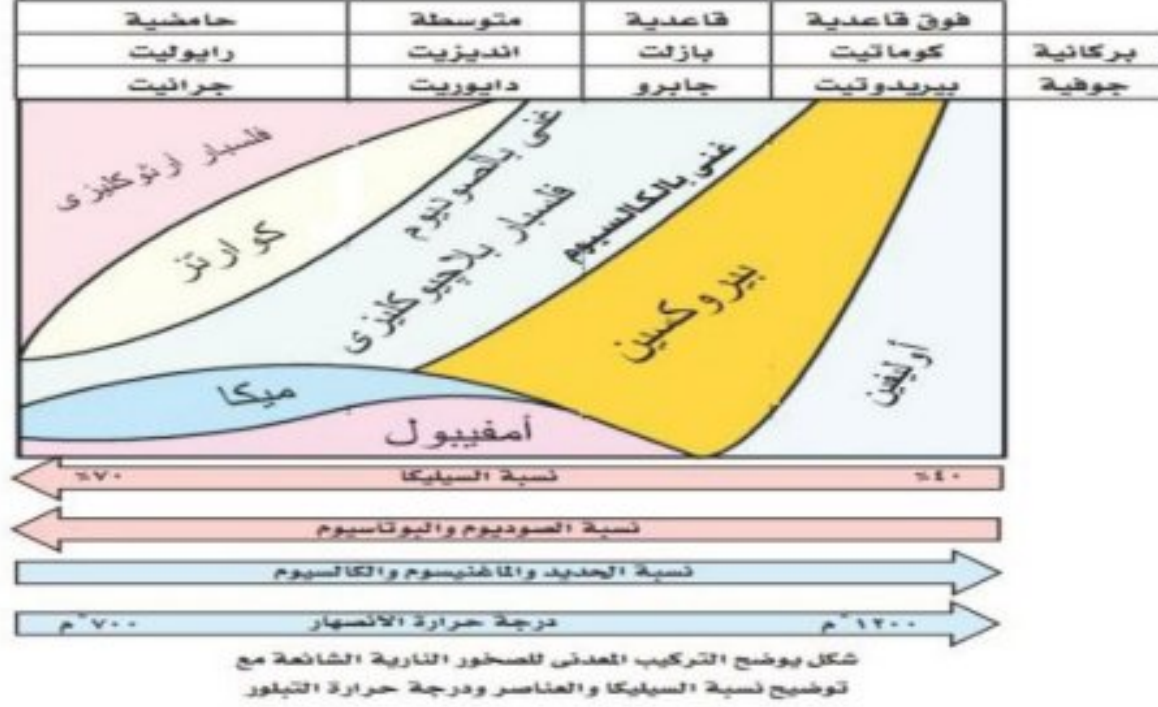 فوق قاعدية قاعدية متوسطة حامضية
بركانية كوماتيت بازلت انديزيت رايوليت
جوفية بيريدوتيت جابرو دايوريت جرانيت
فلسبار ارثوكليزى
كوارتز
غنى بالصوديوم
فلسبار بلاجيوكليزى
غنى بالكالسيوم
بيروكسين
أوليفين
ميكا
أمفيبول
٤٠٪ نسبة السيليكا ٧٠٪
نسبة الصوديوم والبوتاسيوم
نسبة الحديد والماغنيسوم والكالسيوم
١٢٠٠°م درجة حرارة الانصهار ٧٠٠°م
شكل يوضح التركيب المعدنى للصخور النارية الشائعة مع
توضيح نسبة السيليكا والعناصر ودرجة حرارة التبلور